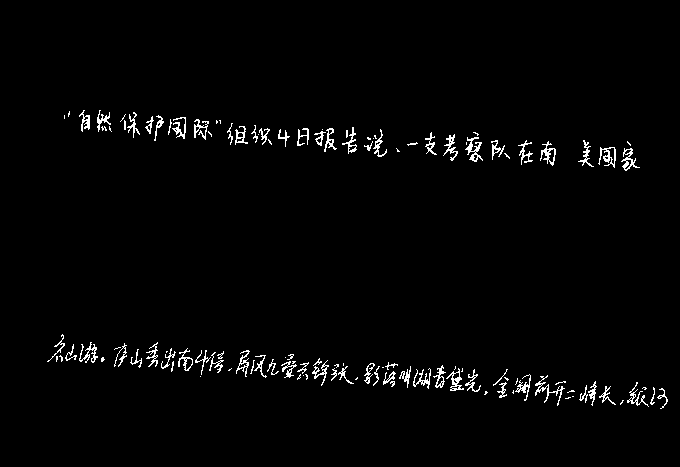 “自然保护国际”组织4日报告说、一支考察队在南 美国家
名山游。庐山秀出南斗傍,屏风九叠云锦张,影落明湖青黛光,金阙前开二峰长,银河